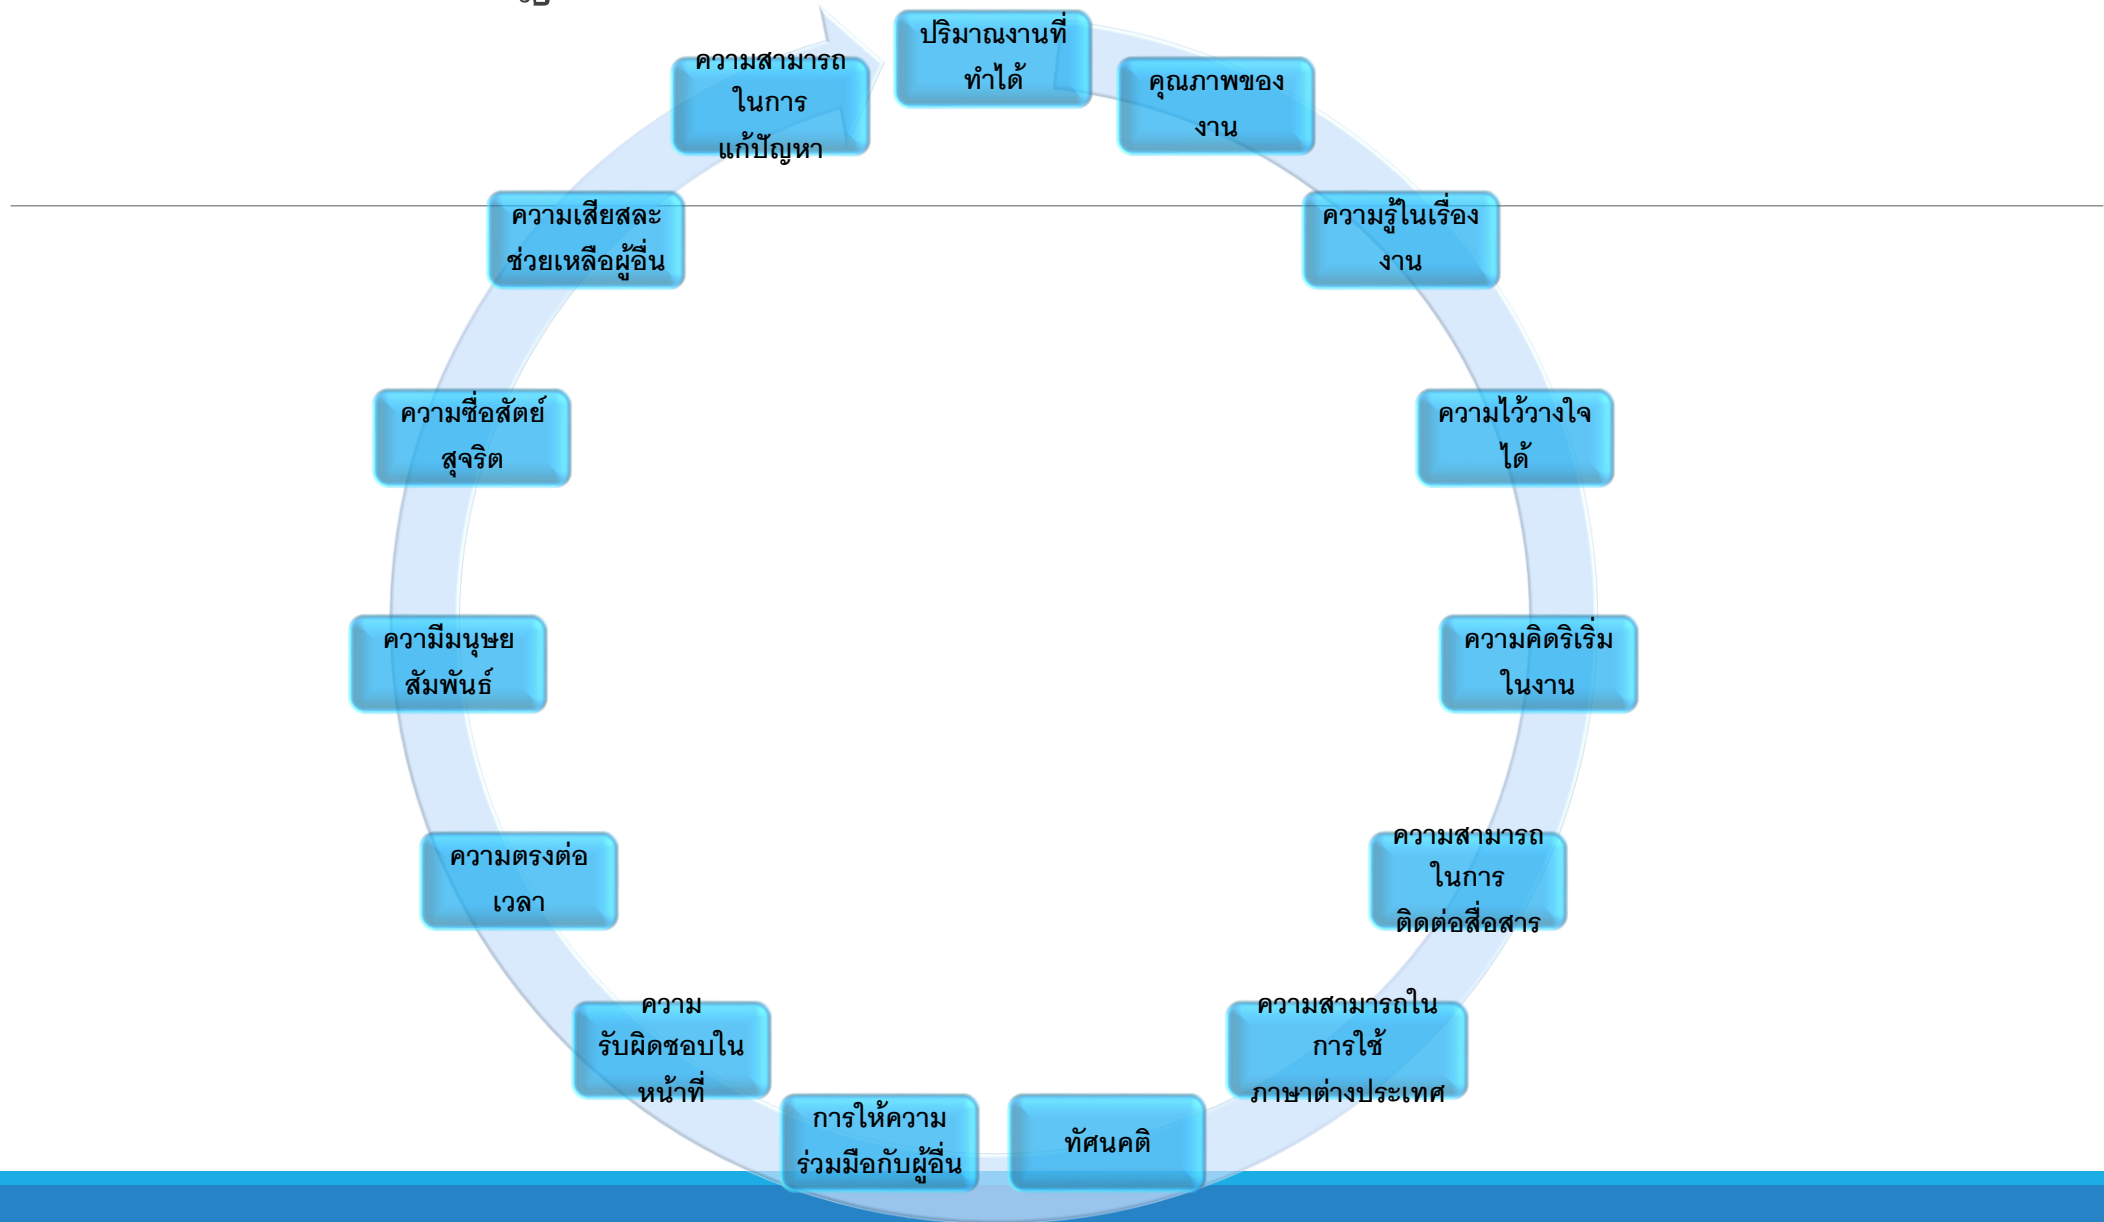 ปริมาณงานที่
ทำได้
คุณภาพของ
งาน
ความรู้ในเรื่อง
งาน
ความไว้วางใจ
ได้
ความคิดริเริ่ม
ในงาน
ความสามารถ
ในการ
ติดต่อสื่อสาร
ความสามารถใน
การใช้
ภาษาต่างประเทศ
ทัศนคติ
การให้ความ
ร่วมมือกับผู้อื่น
ความ
รับผิดชอบใน
หน้าที่
ความตรงต่อ
เวลา
ความีมนุษย
สัมพันธ์
ความซื่อสัตย์
สุจริต
ความเสียสละ
ช่วยเหลือผู้อื่น
ความสามารถ
ในการ
แก้ปัญหา